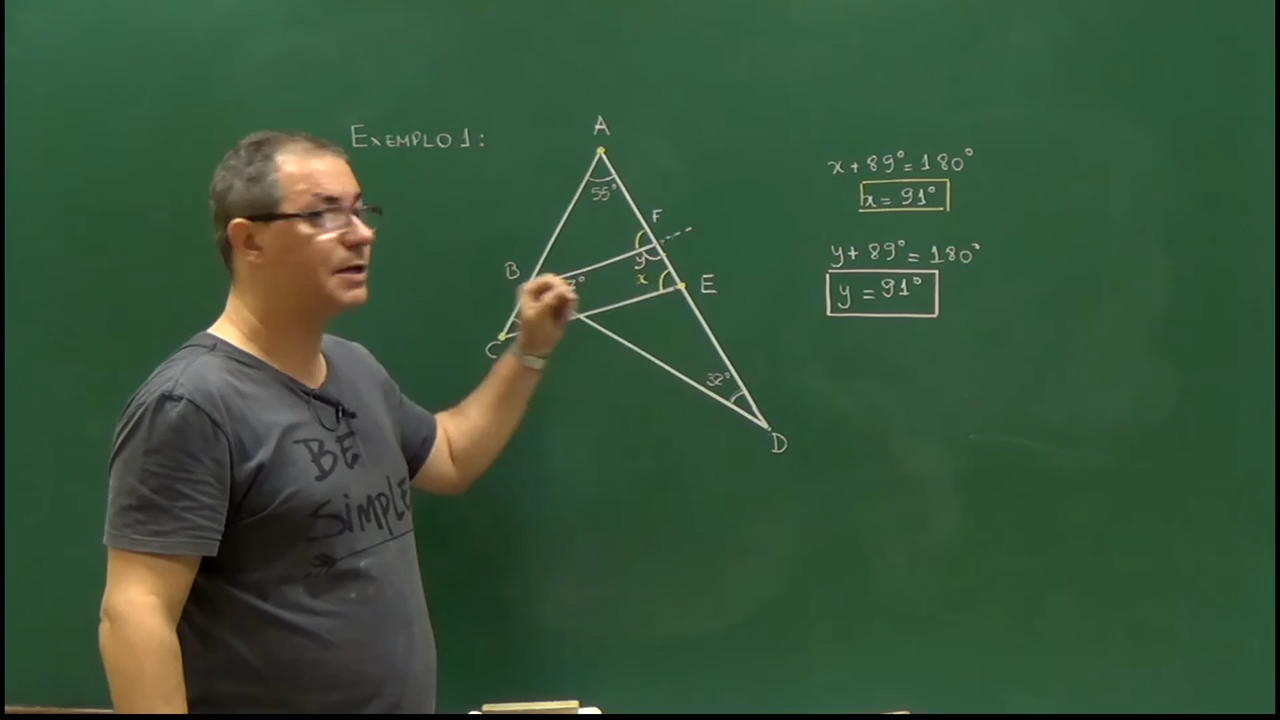 EXEMPLO 1:
A
55°
F
B
y
x
E
C
32°
D
x + 89° = 180°
x = 91°
y + 89° = 180°
y = 91°
BE
SIMPLE